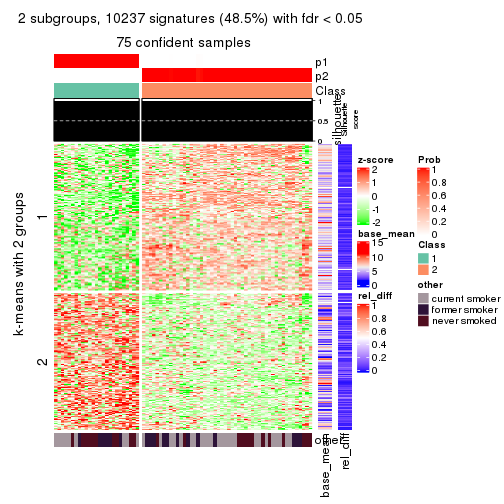 2 subgroups, 10237 signatures (48.5%) with fdr < 0.05
75 confident samples
p1
p2
Class
1
0.5
0
silhouette
Silhouette
score
k-means with 2 groups
1
2
z-score
2
1
0
-1
-2
base_mean
15
10
5
0
rel_diff
1
0.8
0.6
0.4
0.2
0
Prob
1
0.8
0.6
0.4
0.2
0
Class
1
2
other
current smoker
former smoker
never smoked
other
base_mean
rel_diff